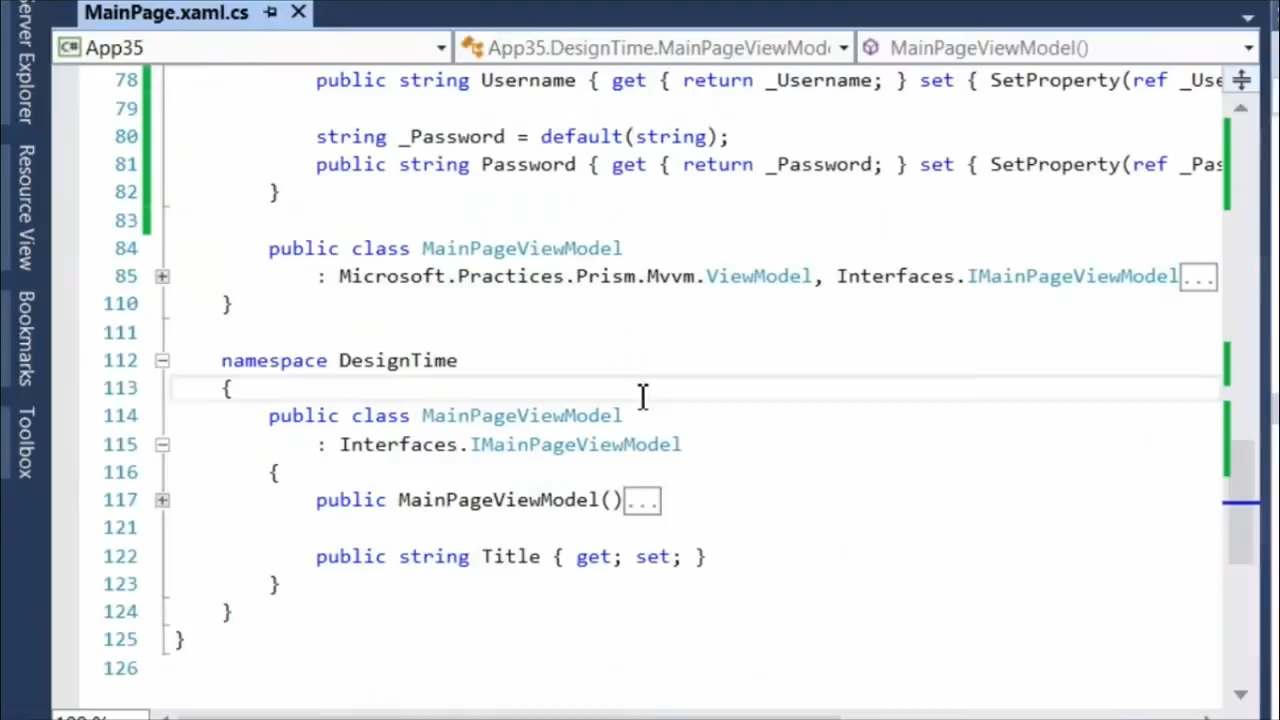 MainPage.xaml.cs
App35
App35.DesignTime.MainPageViewMod
MainPageViewModel()
Server Explorer
Resource View
Bookmarks
Toolbox
78 public string Username { get { return _Username; } set { SetProperty(ref _Use
79
80 string _Password = default(string);
81 public string Password { get { return _Password; } set { SetProperty(ref _Pas
82 }
83
84 public class MainPageViewModel
85 : Microsoft.Practices.Prism.Mvvm.ViewModel, Interfaces.IMainPageViewModel...
110 }
111
112 namespace DesignTime
113 {
114 public class MainPageViewModel
115 : Interfaces.IMainPageViewModel
116 {
117 public MainPageViewModel()...
121
122 public string Title { get; set; }
123 }
124 }
125 }
126